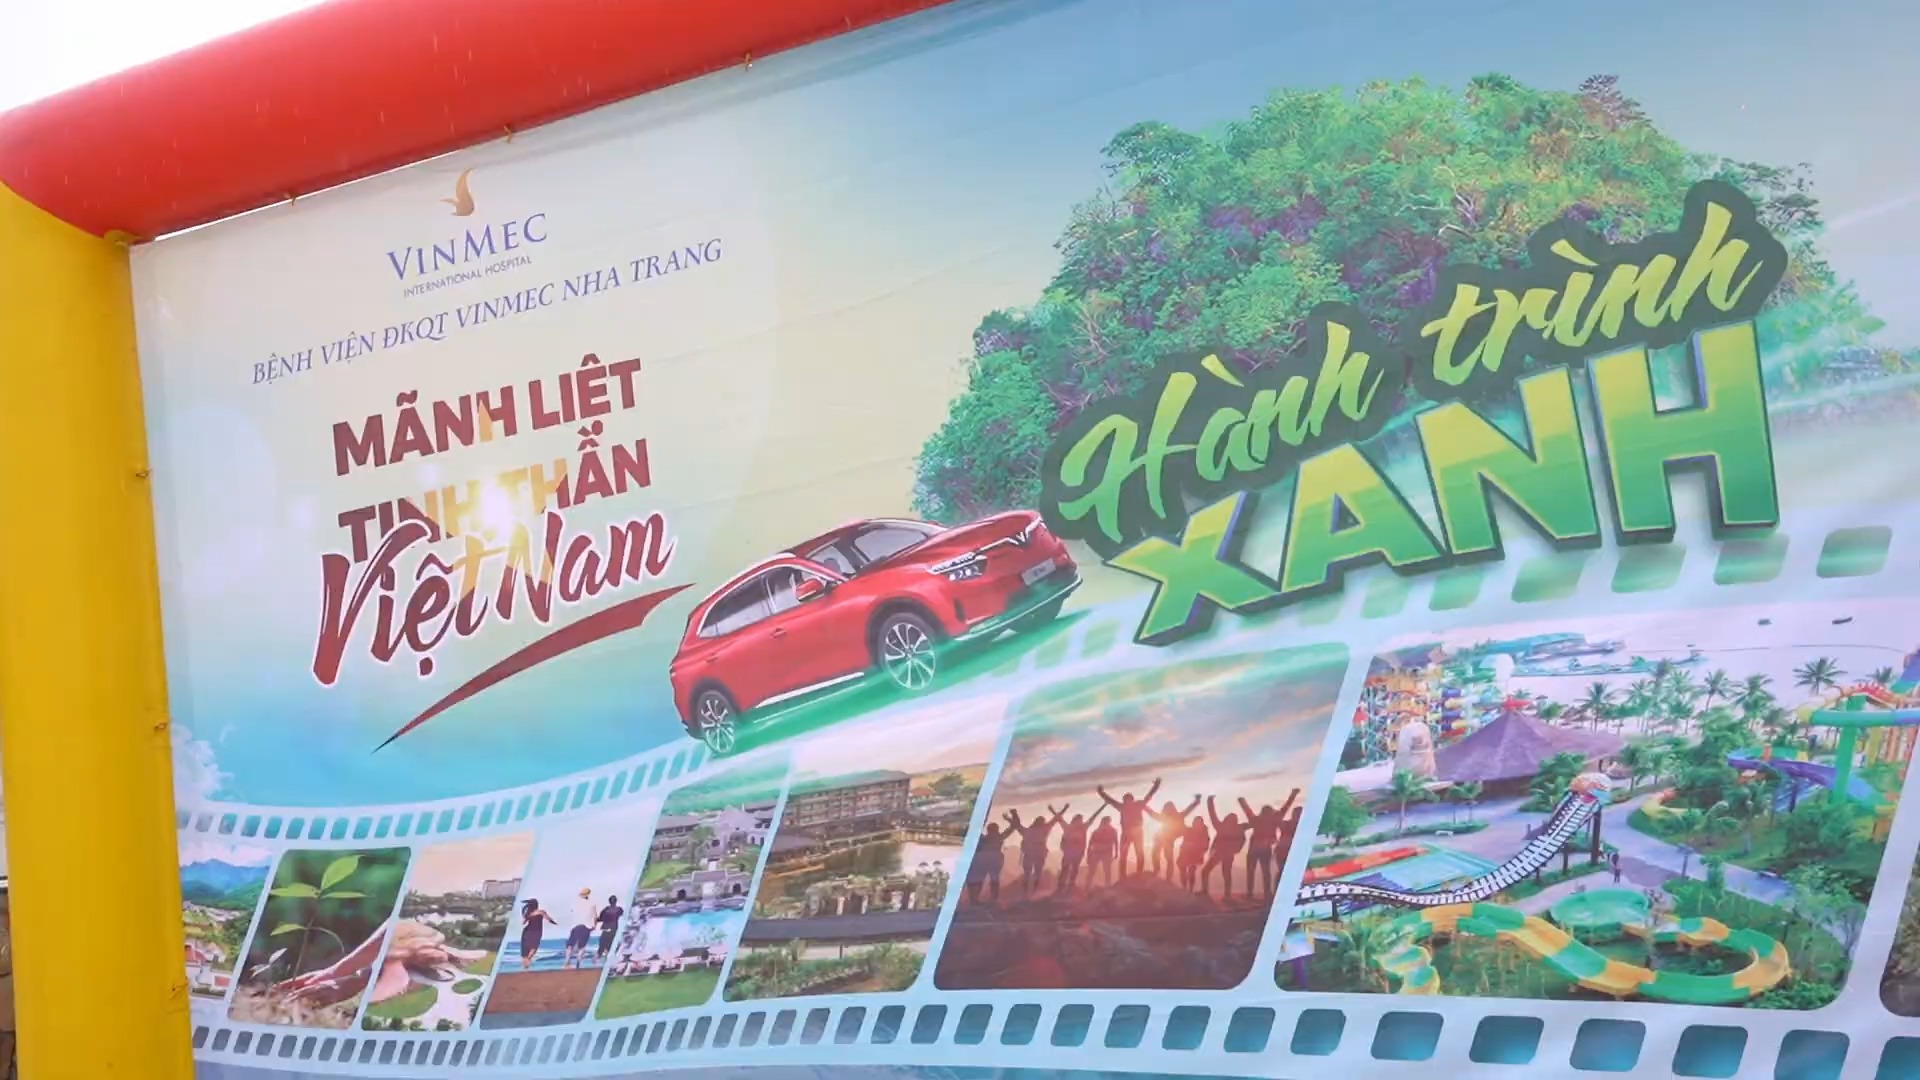 VINMEC
INTERNATIONAL HOSPITAL
BỆNH VIỆN ĐKQT VINMEC NHA TRANG
MÃNH LIỆT
TINH THẦN
Việt Nam
Hành trình
XANH